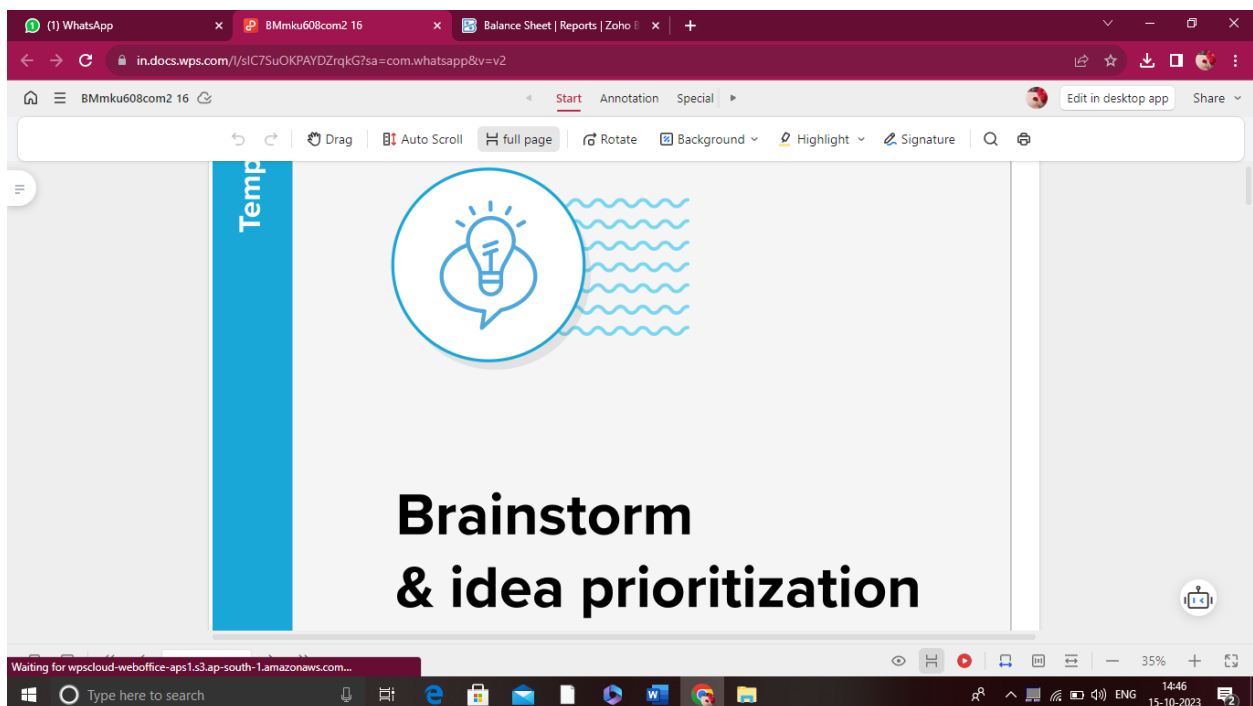 (1) WhatsApp
BMmku608com2 16
Balance Sheet | Reports | Zoho B
in.docs.wps.com/l/sIC7SuOKPAYDZrqkG?sa=com.whatsapp&v=v2
BMmku608com2 16
Start Annotation Special
Edit in desktop app Share
Drag Auto Scroll full page Rotate Background Highlight Signature
Temp
Brainstorm
& idea prioritization
Waiting for wpscloud-weboffice-aps1.s3.ap-south-1.amazonaws.com...
35%
Type here to search
ENG
14:46
15-10-2023
2